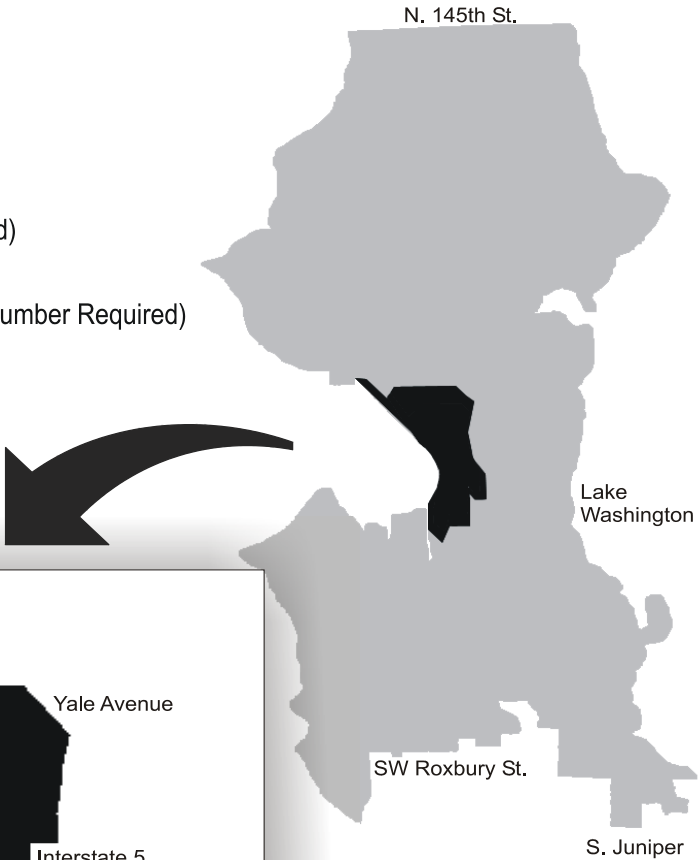 N. 145th St.
d)
umber Required)
Lake
Washington
Yale Avenue
SW Roxbury St.
Interstate 5
S. Juniper